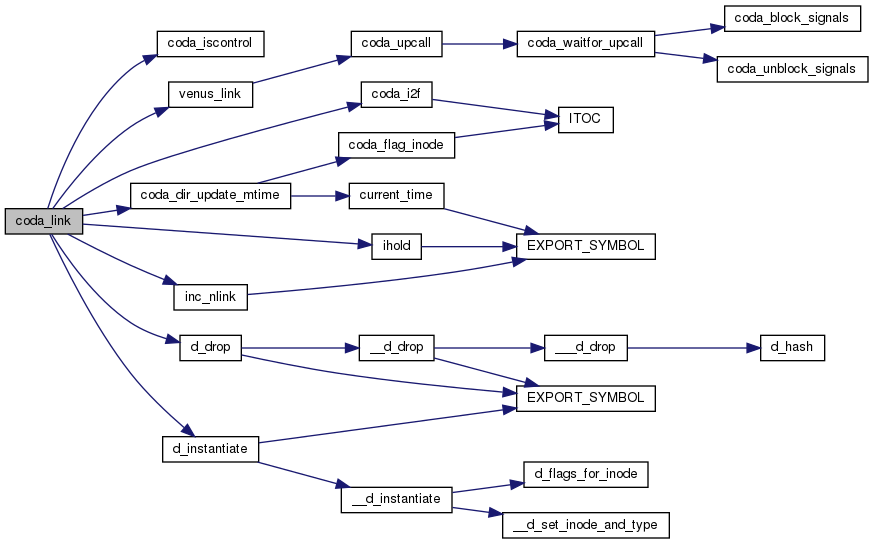 coda_block_signals
coda_iscontrol
coda_upcall
coda_waitfor_upcall
coda_unblock_signals
venus_link
coda_i2f
ITOC
coda_flag_inode
coda_dir_update_mtime
current_time
coda_link
ihold
EXPORT_SYMBOL
inc_nlink
d_drop
__d_drop
___d_drop
d_hash
EXPORT_SYMBOL
d_instantiate
d_flags_for_inode
__d_instantiate
__d_set_inode_and_type